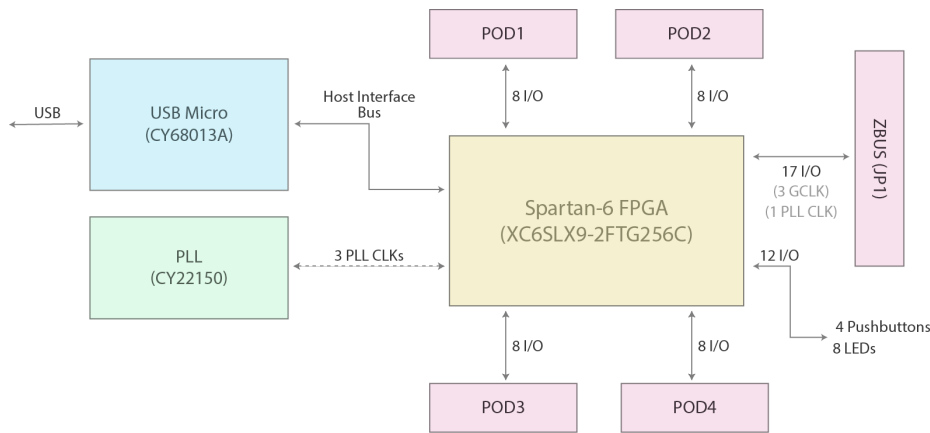 POD1
POD2
8 I/O
8 I/O
USB
USB Micro
(CY68013A)
Host Interface
Bus
ZBUS (JP1)
17 I/O
(3 GCLK)
(1 PLL CLK)
Spartan-6 FPGA
(XC6SLX9-2FTG256C)
PLL
(CY22150)
3 PLL CLKs
12 I/O
4 Pushbuttons
8 LEDs
8 I/O
8 I/O
POD3
POD4